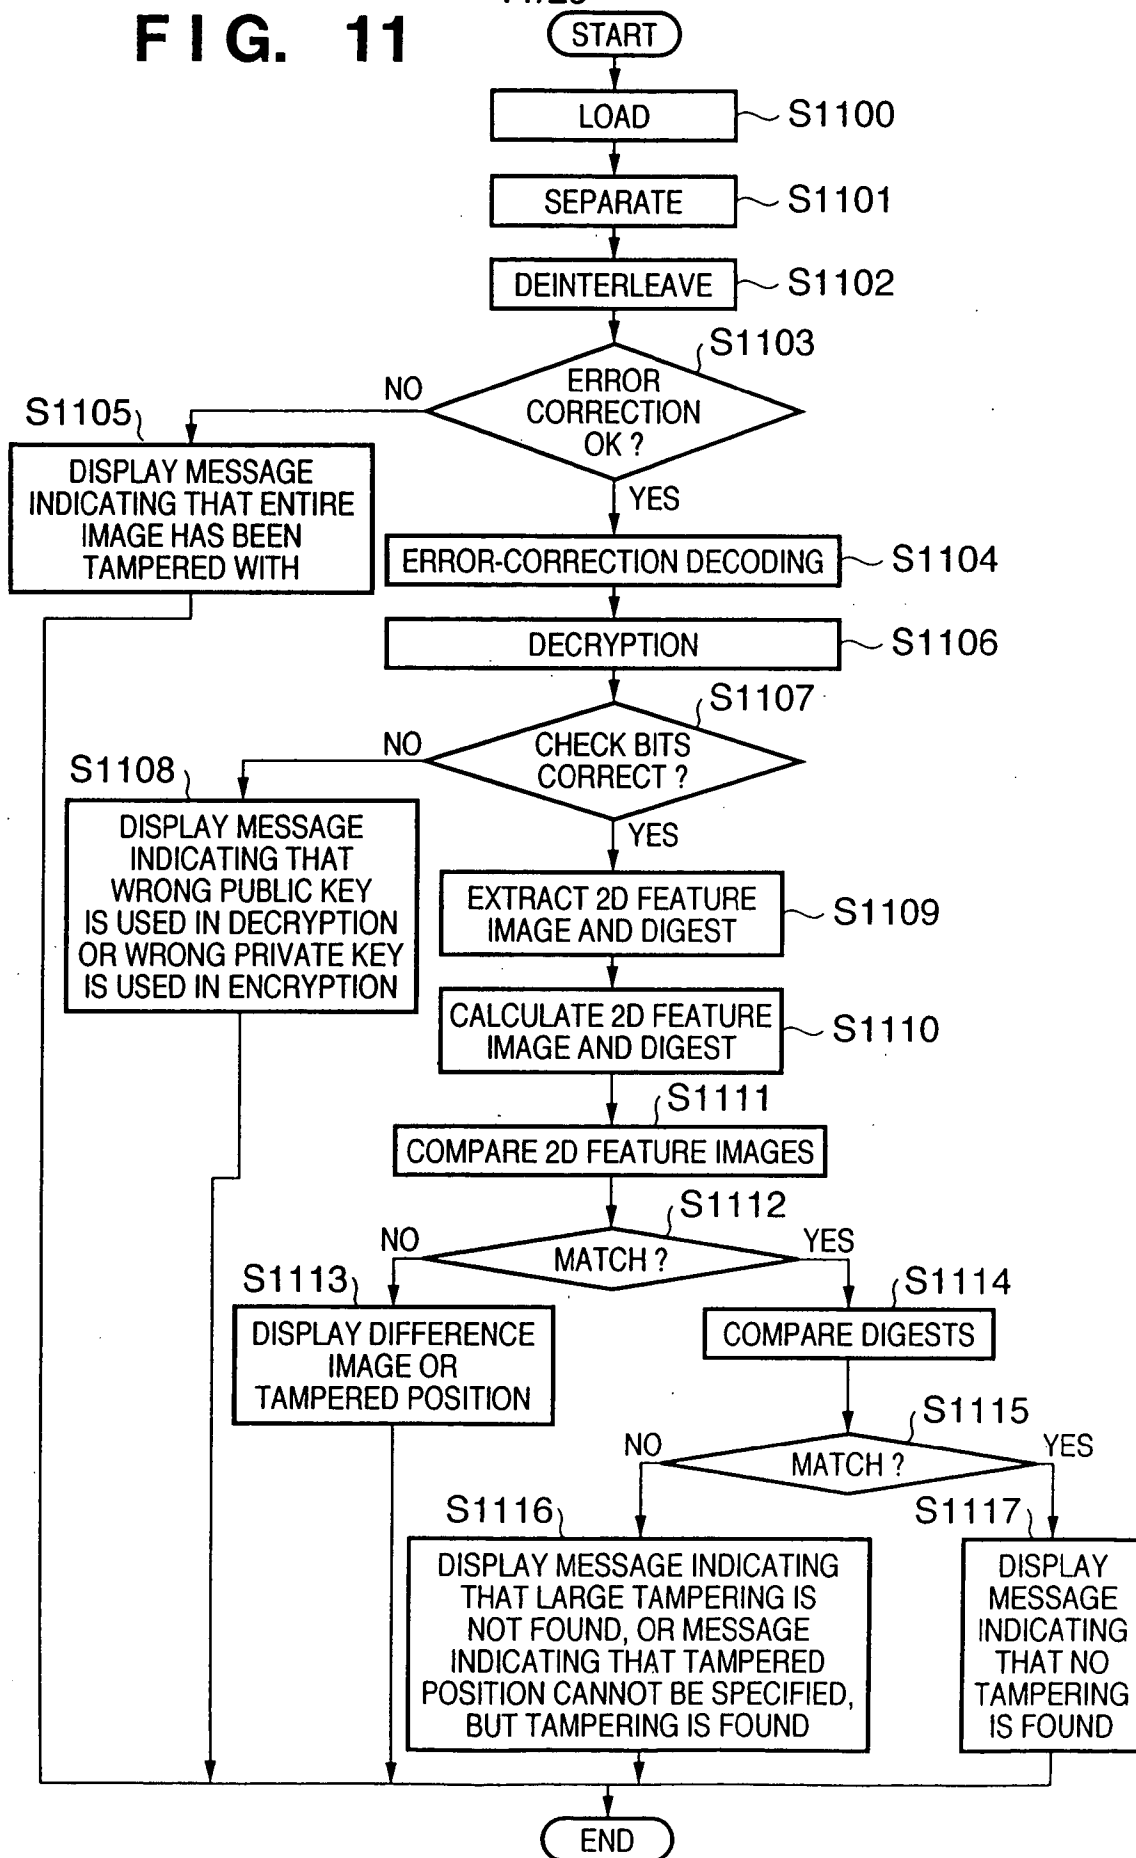 FIG. 11
START
LOAD
S1100
SEPARATE
S1101
DEINTERLEAVE
S1102
S1103
ERROR
CORRECTION
OK ?
NO
YES
S1105
DISPLAY MESSAGE
INDICATING THAT ENTIRE
IMAGE HAS BEEN
TAMPERED WITH
ERROR-CORRECTION DECODING
S1104
DECRYPTION
S1106
S1107
CHECK BITS
CORRECT ?
NO
YES
S1108
DISPLAY MESSAGE
INDICATING THAT
WRONG PUBLIC KEY
IS USED IN DECRYPTION
OR WRONG PRIVATE KEY
IS USED IN ENCRYPTION
EXTRACT 2D FEATURE
IMAGE AND DIGEST
S1109
CALCULATE 2D FEATURE
IMAGE AND DIGEST
S1110
S1111
COMPARE 2D FEATURE IMAGES
S1112
MATCH ?
NO
YES
S1113
DISPLAY DIFFERENCE
IMAGE OR
TAMPERED POSITION
S1114
COMPARE DIGESTS
S1115
MATCH ?
NO
YES
S1116
DISPLAY MESSAGE INDICATING
THAT LARGE TAMPERING IS
NOT FOUND, OR MESSAGE
INDICATING THAT TAMPERED
POSITION CANNOT BE SPECIFIED,
BUT TAMPERING IS FOUND
S1117
DISPLAY
MESSAGE
INDICATING
THAT NO
TAMPERING
IS FOUND
END